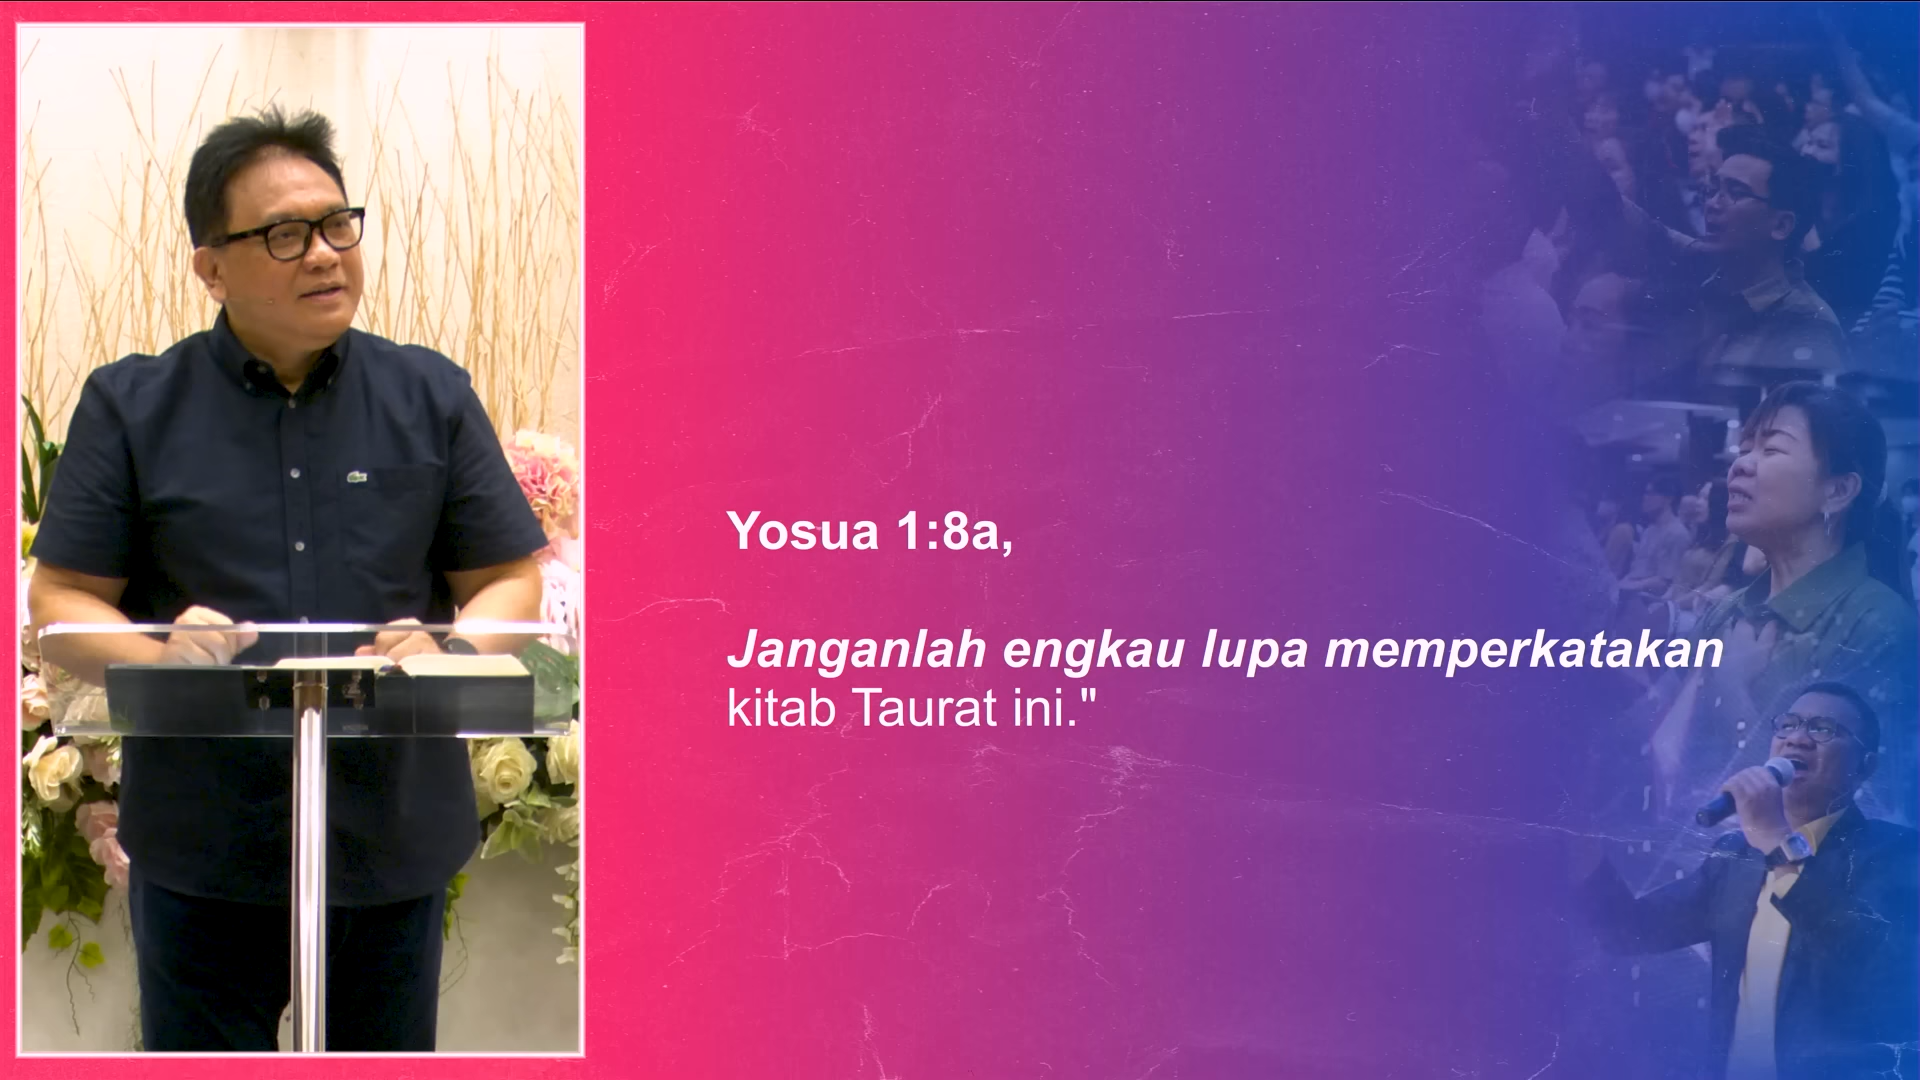 Yosua 1:8a,
Janganlah engkau lupa memperkatakan
kitab Taurat ini."